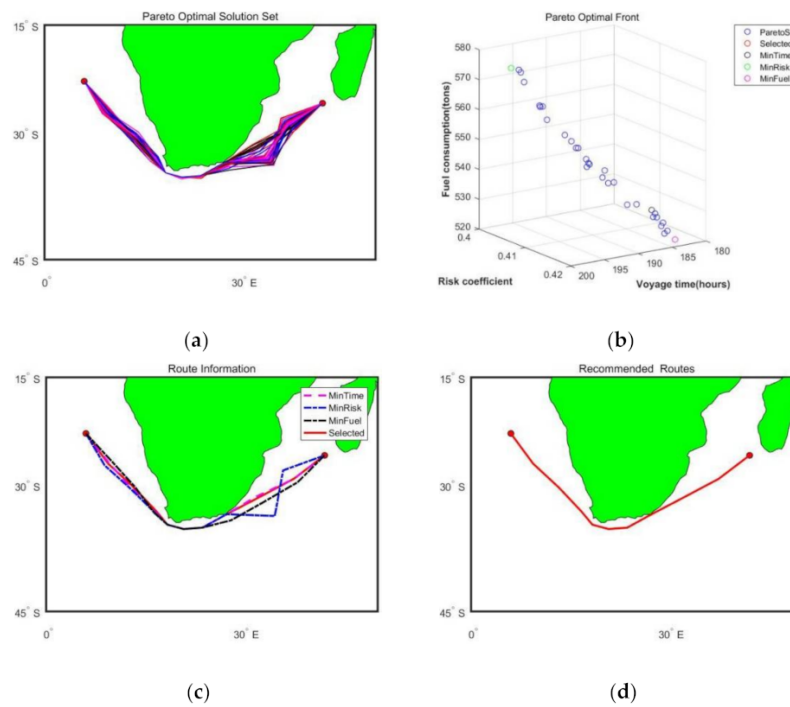 Pareto Optimal Solution Set
15° S
30° S
45° S
0°
30° E
(a)
Pareto Optimal Front
580
570
560
550
540
530
520
Fuel consumption(tons)
0.4
0.41
0.42
Risk coefficient
200
195
190
185
180
Voyage time(hours)
ParetoS
Selected
MinTime
MinRisk
MinFuel
(b)
Route Information
15° S
30° S
45° S
0°
30° E
MinTime
MinRisk
MinFuel
Selected
(c)
Recommended Routes
15° S
30° S
45° S
0°
30° E
(d)